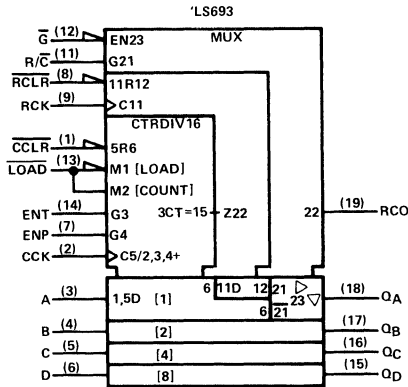 'LS693
MUX
G (12) EN23
R/C (11) G21
RCLR (8) 11R12
RCK (9) C11
CTRDIV16
CCLR (1) 5R6
LOAD (13) M1 [LOAD]
M2 [COUNT]
ENT (14) G3 3CT=15 Z22 22 (19) RCO
ENP (7) G4
CCK (2) C5/2,3,4+
A (3) 1,5D [1] 6 11D 12 21 23 ▽ (18) QA
6 21
B (4) [2] (17) QB
C (5) [4] (16) QC
D (6) [8] (15) QD